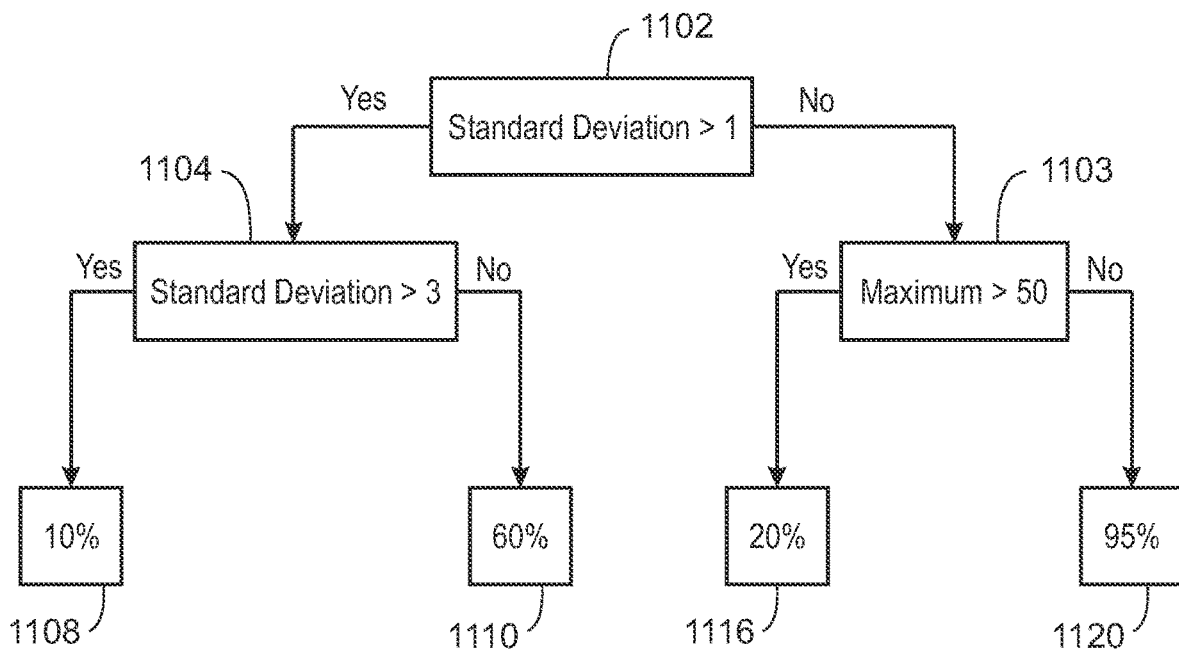 1102
Yes
Standard Deviation > 1
No
1104
1103
Yes
Standard Deviation > 3
No
Yes
Maximum > 50
No
10%
60%
20%
95%
1108
1110
1116
1120